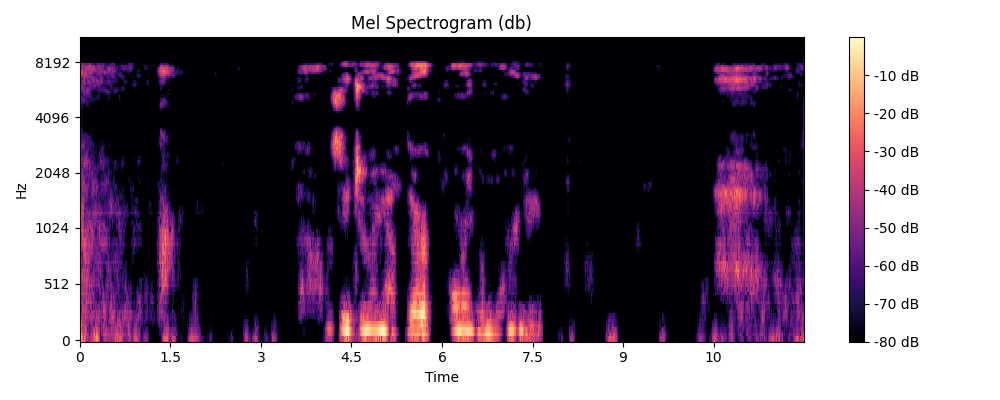 Mel Spectrogram (db)
8192
4096
2048
1024
512
0
Hz
0 1.5 3 4.5 6 7.5 9 10
Time
-10 dB
-20 dB
-30 dB
-40 dB
-50 dB
-60 dB
-70 dB
-80 dB